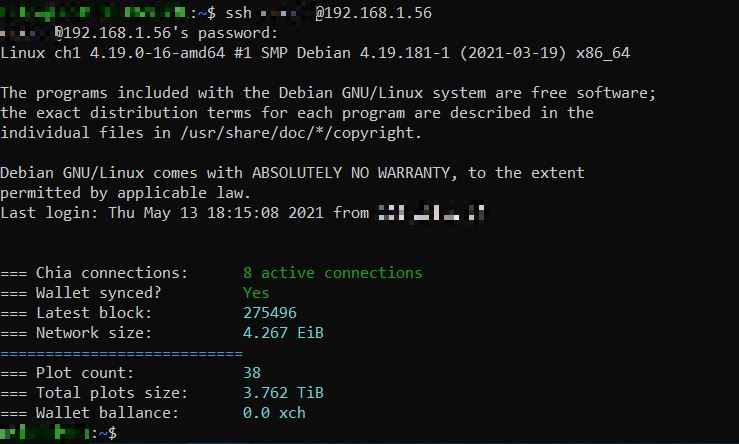 :~$ ssh @192.168.1.56
@192.168.1.56's password:
Linux ch1 4.19.0-16-amd64 #1 SMP Debian 4.19.181-1 (2021-03-19) x86_64
The programs included with the Debian GNU/Linux system are free software;
the exact distribution terms for each program are described in the
individual files in /usr/share/doc/*/copyright.
Debian GNU/Linux comes with ABSOLUTELY NO WARRANTY, to the extent
permitted by applicable law.
Last login: Thu May 13 18:15:08 2021 from
=== Chia connections: 8 active connections
=== Wallet synced? Yes
=== Latest block: 275496
=== Network size: 4.267 EiB
===========================
=== Plot count: 38
=== Total plots size: 3.762 TiB
=== Wallet ballance: 0.0 xch
:~$